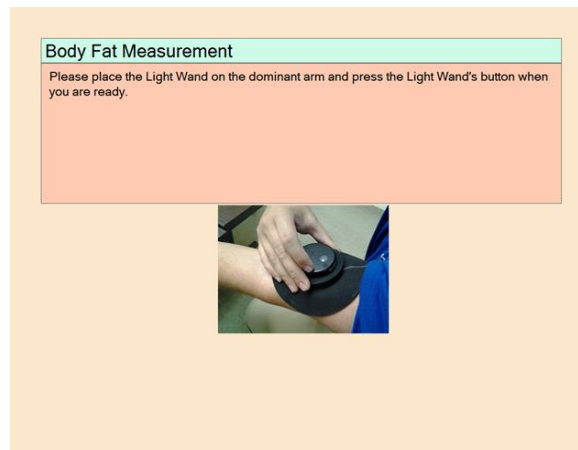 Body Fat Measurement
Please place the Light Wand on the dominant arm and press the Light Wand's button when
you are ready.